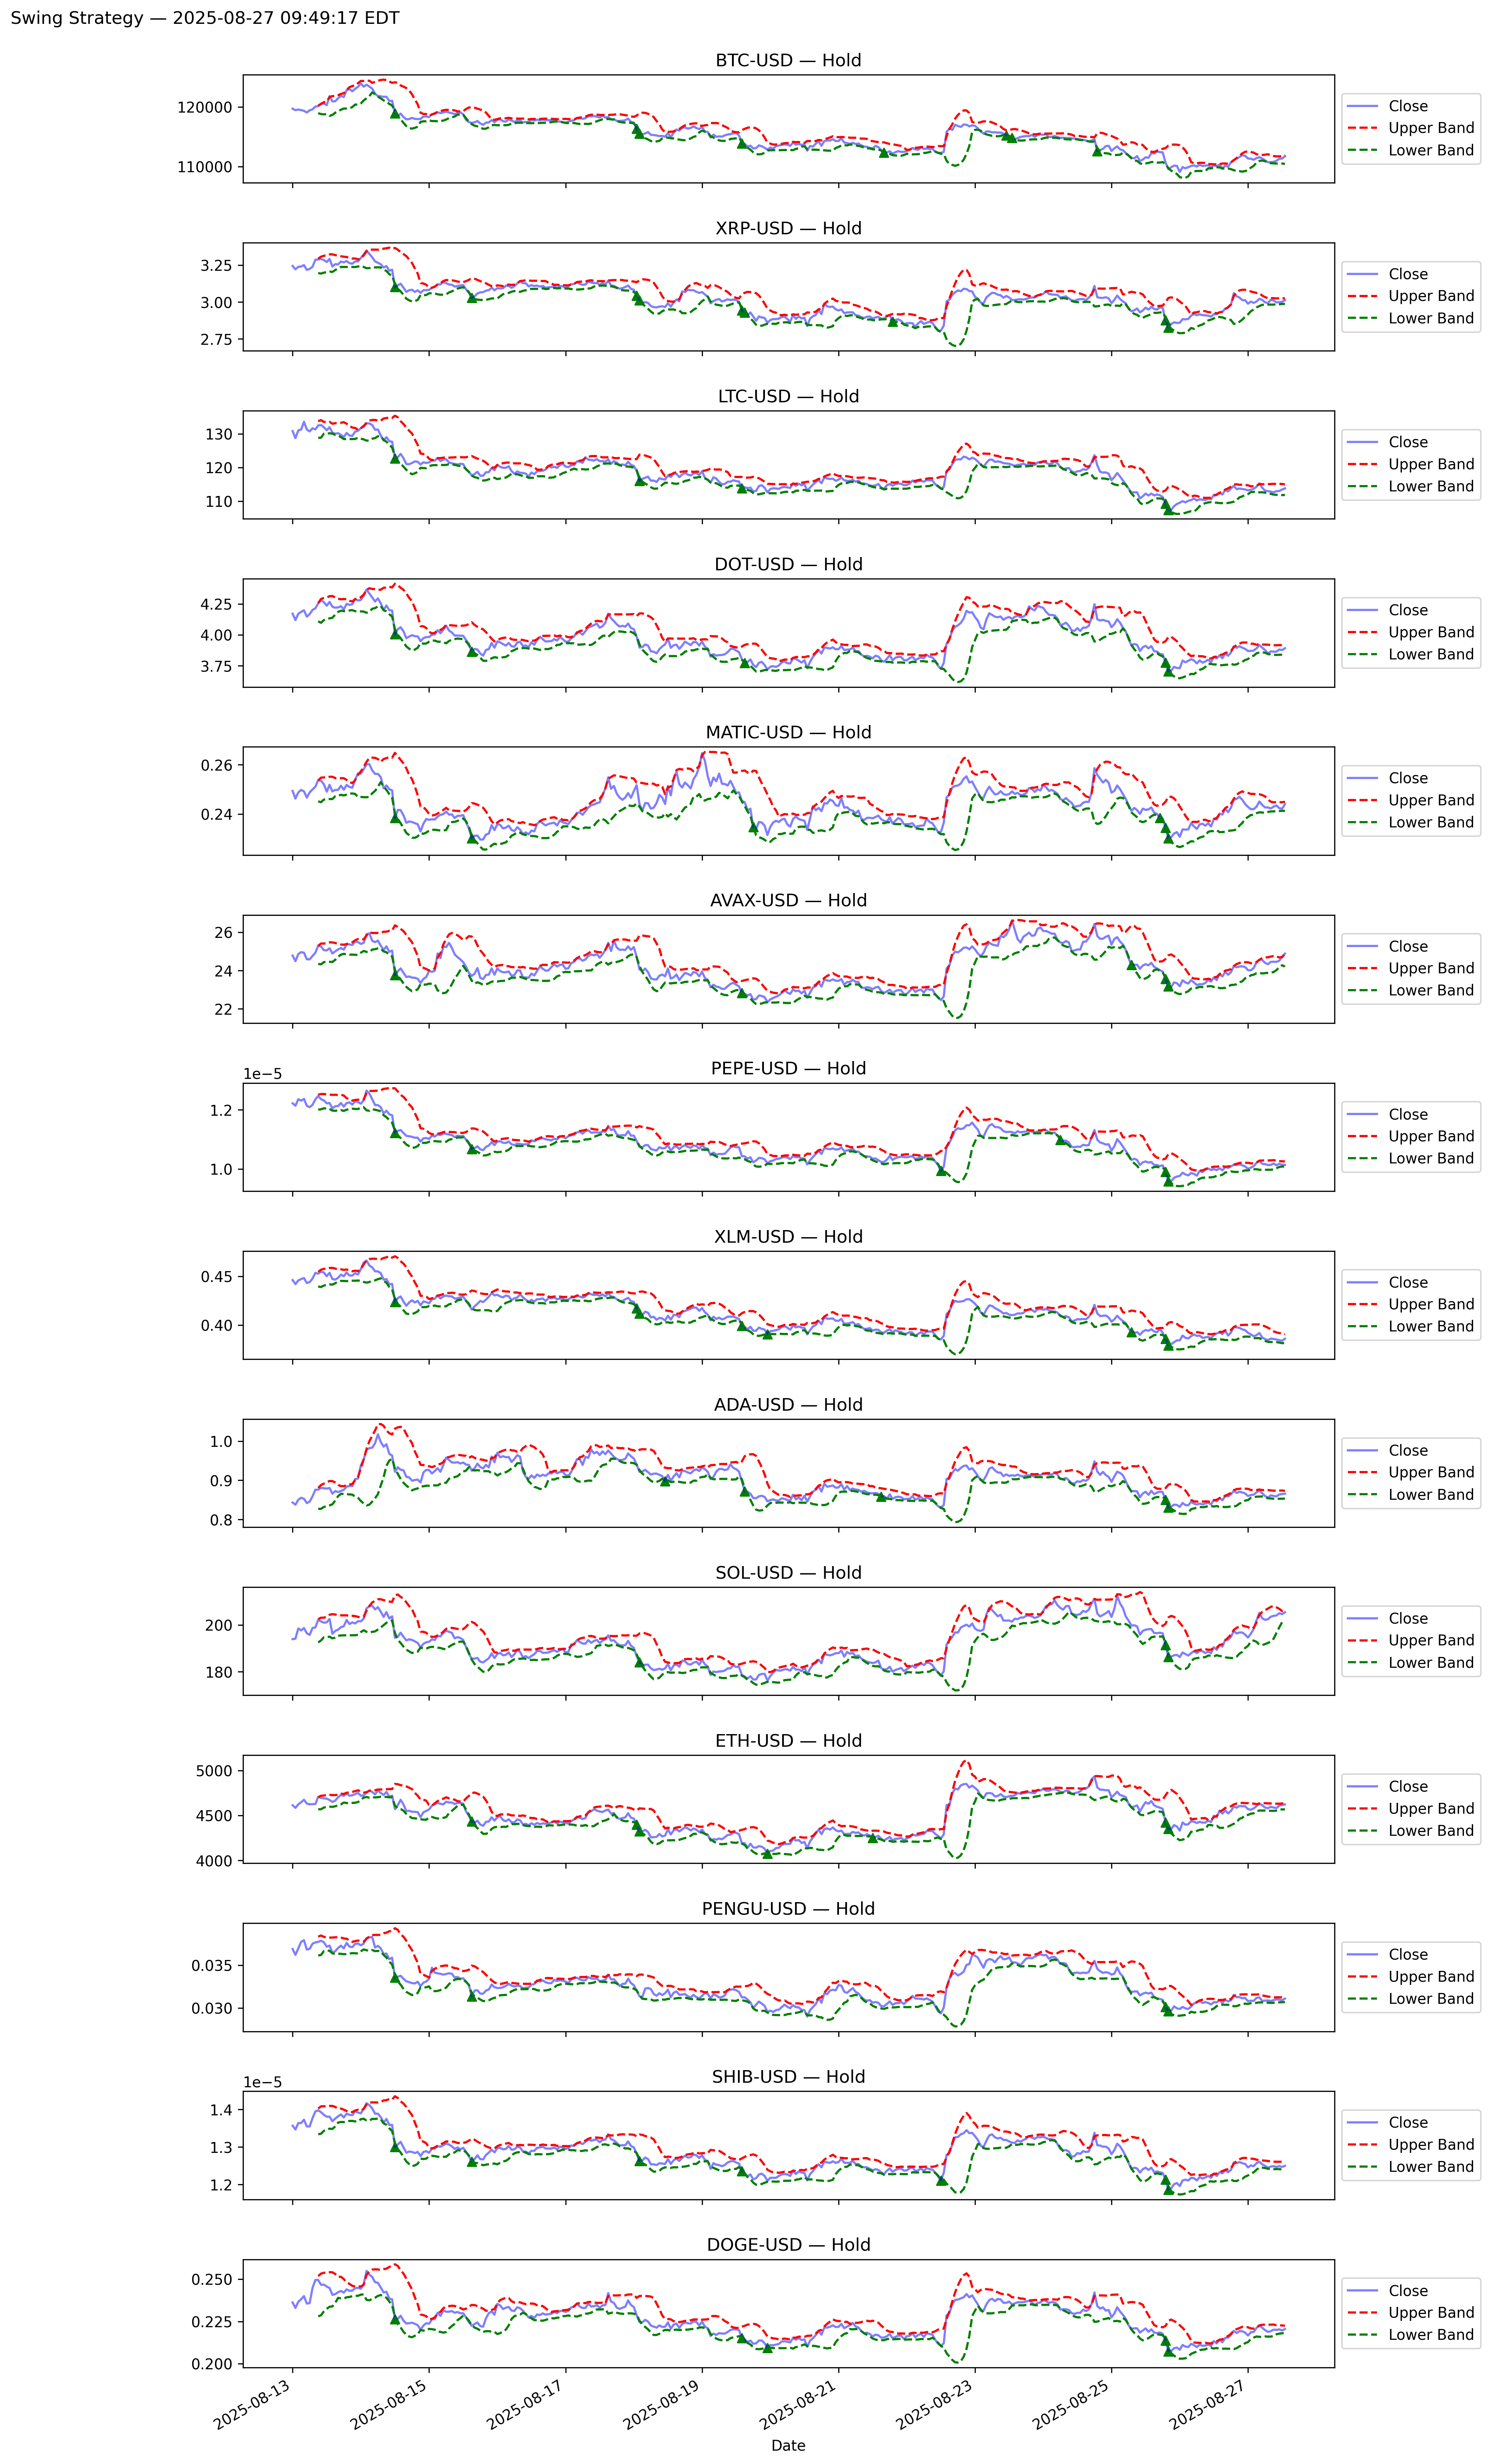 Swing Strategy — 2025-08-27 09:49:17 EDT
BTC-USD — Hold
120000
110000
Close
Upper Band
Lower Band
XRP-USD — Hold
3.25
3.00
2.75
Close
Upper Band
Lower Band
LTC-USD — Hold
130
120
110
Close
Upper Band
Lower Band
DOT-USD — Hold
4.25
4.00
3.75
Close
Upper Band
Lower Band
MATIC-USD — Hold
0.26
0.24
Close
Upper Band
Lower Band
AVAX-USD — Hold
26
24
22
Close
Upper Band
Lower Band
PEPE-USD — Hold
1e−5
1.2
1.0
Close
Upper Band
Lower Band
XLM-USD — Hold
0.45
0.40
Close
Upper Band
Lower Band
ADA-USD — Hold
1.0
0.9
0.8
Close
Upper Band
Lower Band
SOL-USD — Hold
200
180
Close
Upper Band
Lower Band
ETH-USD — Hold
5000
4500
4000
Close
Upper Band
Lower Band
PENGU-USD — Hold
0.035
0.030
Close
Upper Band
Lower Band
SHIB-USD — Hold
1e−5
1.4
1.3
1.2
Close
Upper Band
Lower Band
DOGE-USD — Hold
0.250
0.225
0.200
Close
Upper Band
Lower Band
2025-08-13
2025-08-15
2025-08-17
2025-08-19
2025-08-21
2025-08-23
2025-08-25
2025-08-27
Date